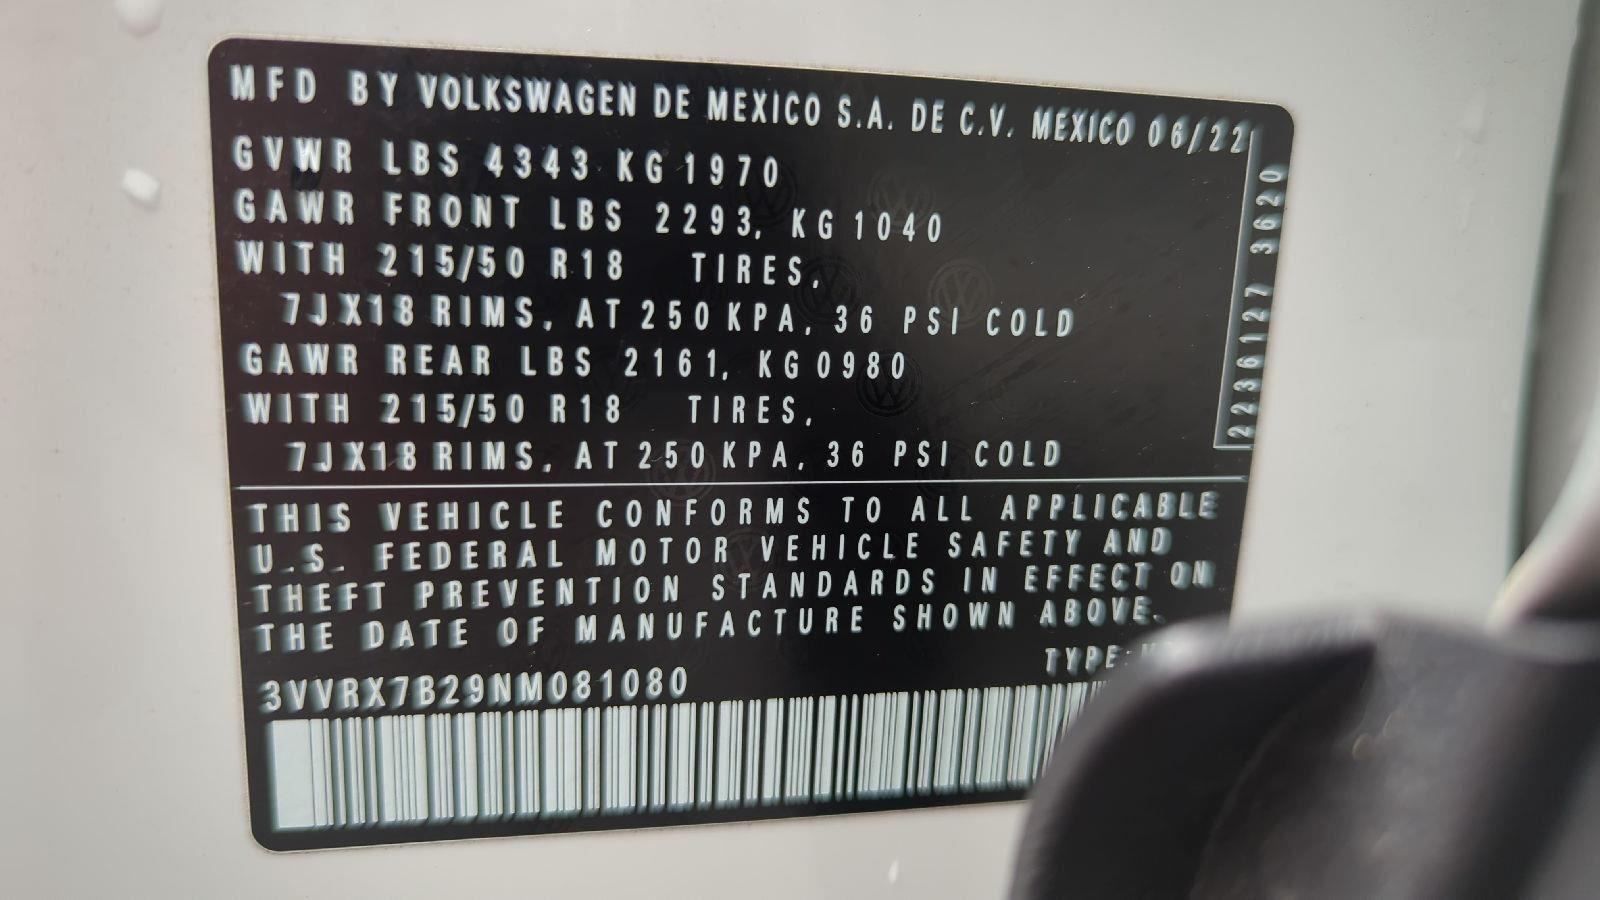 MFD BY VOLKSWAGEN DE MEXICO S.A. DE C.V. MEXICO 06/22
GVWR LBS 4343 KG 1970
GAWR FRONT LBS 2293, KG 1040
WITH 215/50 R18 TIRES,
7JX18 RIMS, AT 250 KPA, 36 PSI COLD
GAWR REAR LBS 2161, KG 0980
WITH 215/50 R18 TIRES,
7JX18 RIMS, AT 250 KPA, 36 PSI COLD
2236127 3620
THIS VEHICLE CONFORMS TO ALL APPLICABLE
U.S. FEDERAL MOTOR VEHICLE SAFETY AND
THEFT PREVENTION STANDARDS IN EFFECT ON
THE DATE OF MANUFACTURE SHOWN ABOVE.
TYPE:
3VVRX7B29NM081080